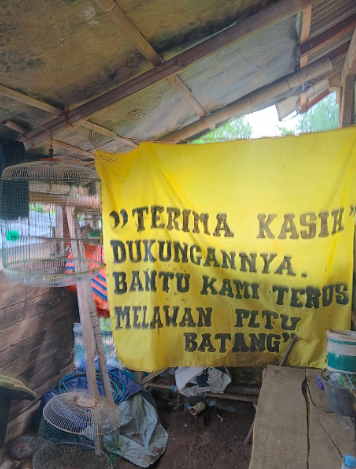 "TERIMA KASIH"
DUKUNGANNYA.
BANTU KAMI TERUS
MELAWAN PLTU
BATANG"